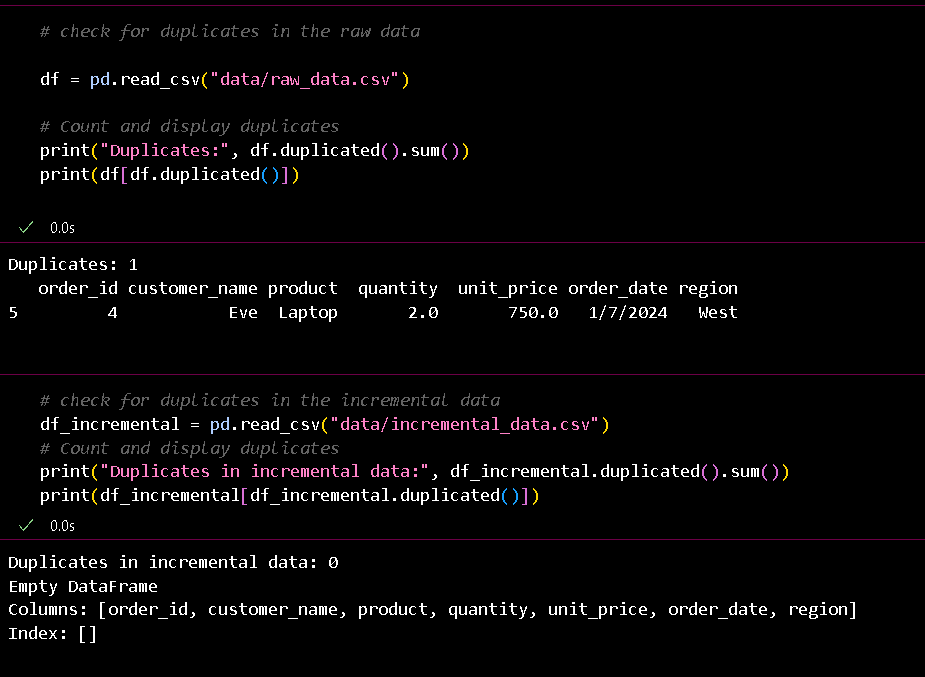 # check for duplicates in the raw data
df = pd.read_csv("data/raw_data.csv")
# Count and display duplicates
print("Duplicates:", df.duplicated().sum())
print(df[df.duplicated()])
✓ 0.0s
Duplicates: 1
order_id customer_name product quantity unit_price order_date region
5 4 Eve Laptop 2.0 750.0 1/7/2024 West
# check for duplicates in the incremental data
df_incremental = pd.read_csv("data/incremental_data.csv")
# Count and display duplicates
print("Duplicates in incremental data:", df_incremental.duplicated().sum())
print(df_incremental[df_incremental.duplicated()])
✓ 0.0s
Duplicates in incremental data: 0
Empty DataFrame
Columns: [order_id, customer_name, product, quantity, unit_price, order_date, region]
Index: []